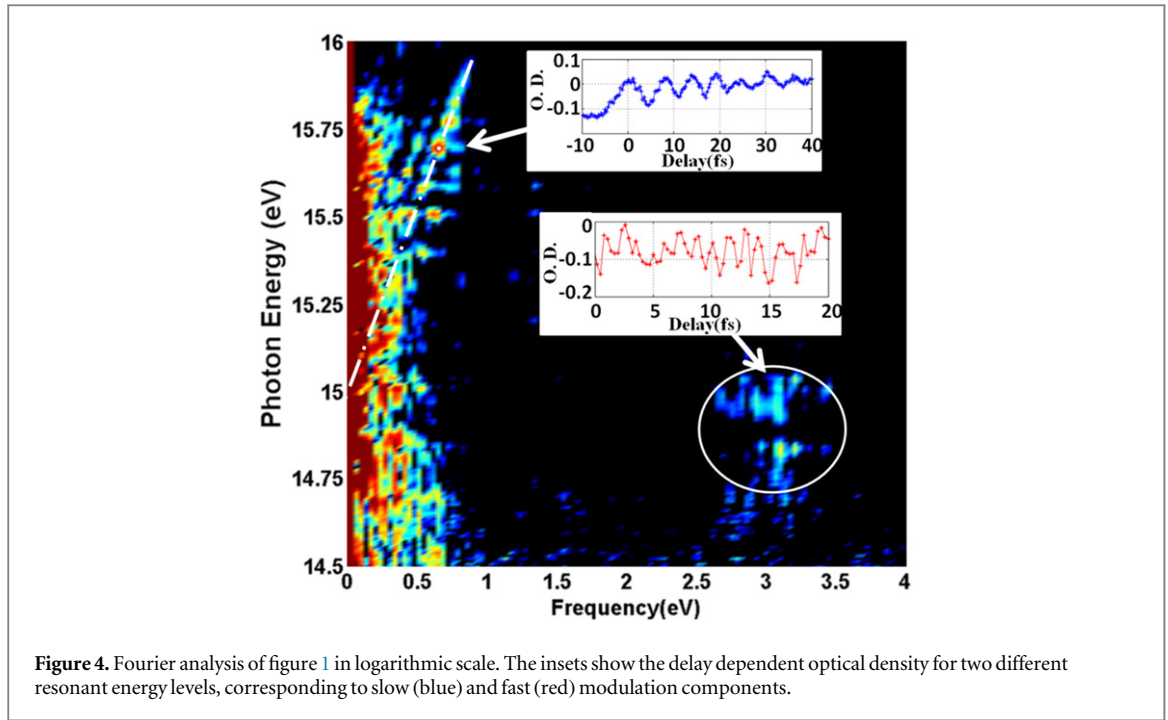 16
15.75
15.5
15.25
15
14.75
14.5
Photon Energy (eV)
0 0.5 1 1.5 2 2.5 3 3.5 4
Frequency(eV)
0.1
0
-0.1
O. D.
-10 0 10 20 30 40
Delay(fs)
0
-0.1
-0.2
O. D.
0 5 10 15 20
Delay(fs)
Figure 4. Fourier analysis of figure 1 in logarithmic scale. The insets show the delay dependent optical density for two different
resonant energy levels, corresponding to slow (blue) and fast (red) modulation components.